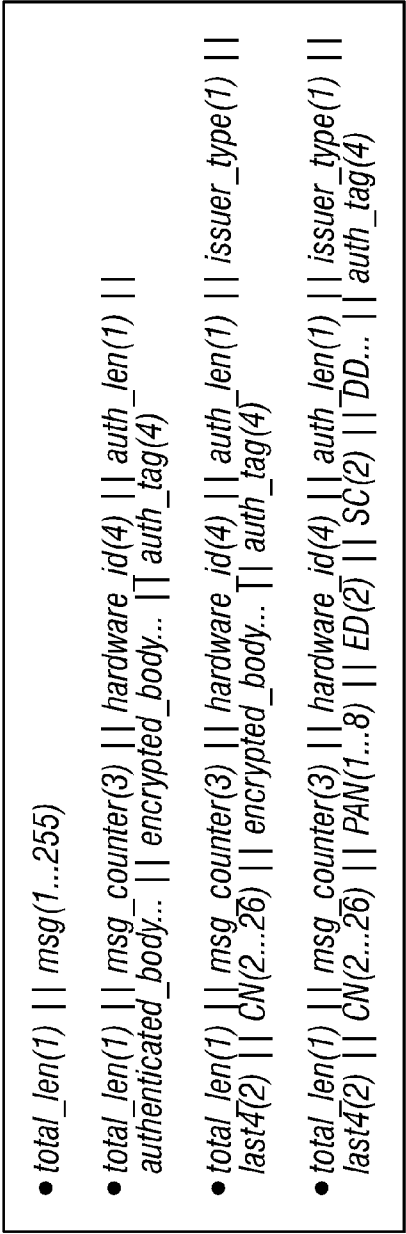 • total_len(1) || msg(1...255)
• total_len(1) || msg_counter(3) || hardware_id(4) || auth_len(1) ||
authenticated_body... || encrypted_body... || auth_tag(4)
• total_len(1) || msg_counter(3) || hardware_id(4) || auth_len(1) || issuer_type(1) ||
last4(2) || CN(2...26) || encrypted_body... || auth_tag(4)
• total_len(1) || msg_counter(3) || hardware_id(4) || auth_len(1) || issuer_type(1) ||
last4(2) || CN(2...26) || PAN(1...8) || ED(2) || SC(2) || DD... || auth_tag(4)